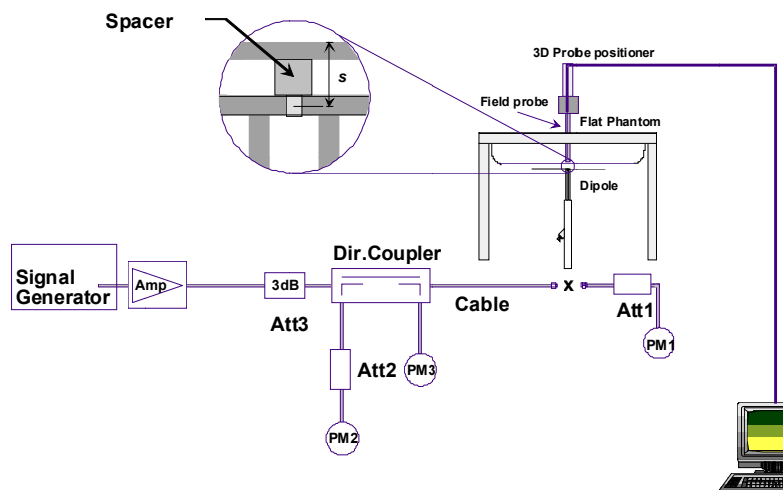 Spacer
s
3D Probe positioner
Field probe
Flat Phantom
Dipole
Signal
Generator
Amp
3dB
Att3
Dir.Coupler
Cable
x
Att1
PM1
Att2
PM3
PM2